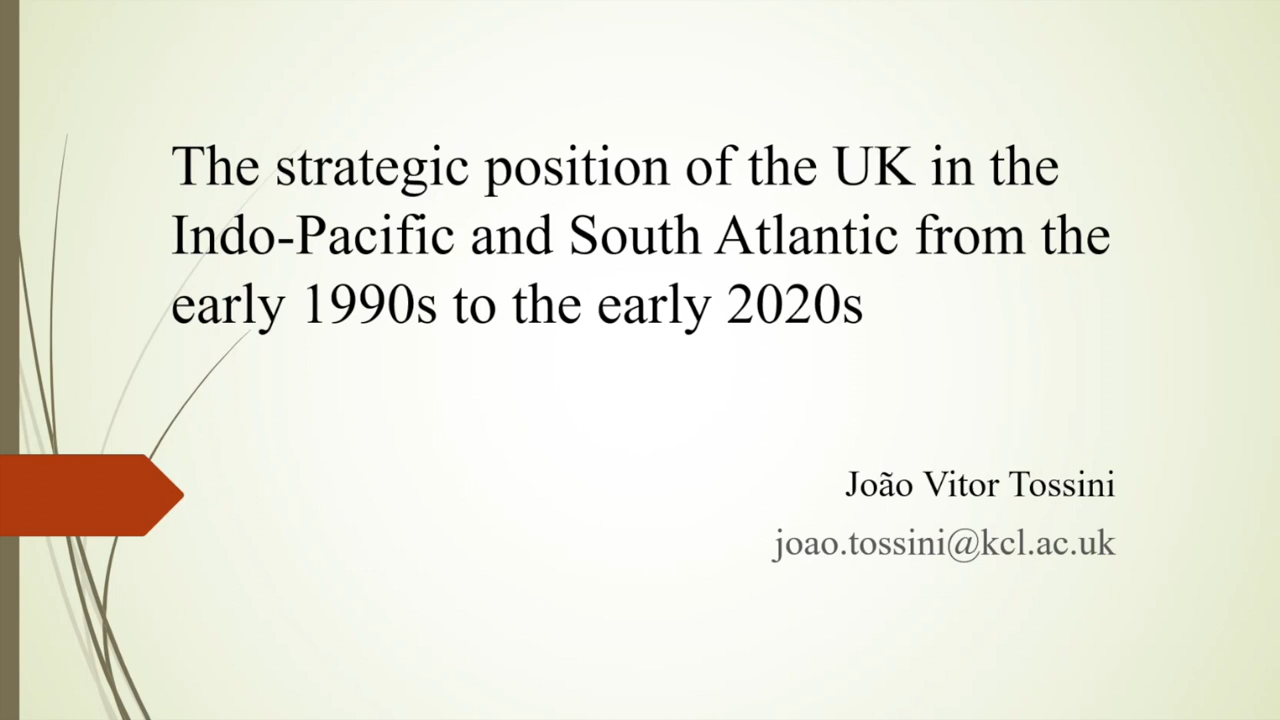 The strategic position of the UK in the
Indo-Pacific and South Atlantic from the
early 1990s to the early 2020s
João Vitor Tossini
joao.tossini@kcl.ac.uk